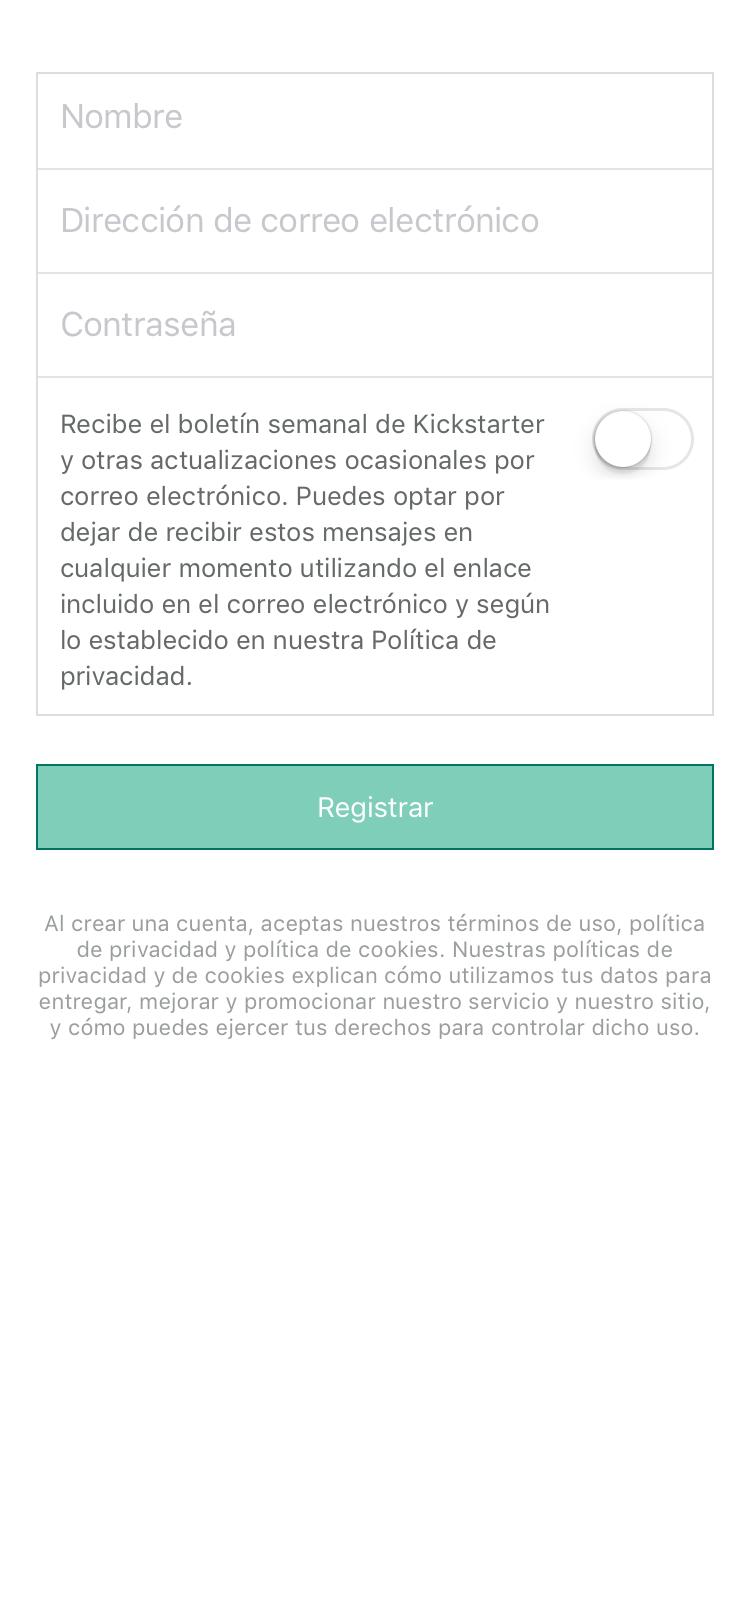 Nombre
Dirección de correo electrónico
Contraseña
Recibe el boletín semanal de Kickstarter
y otras actualizaciones ocasionales por
correo electrónico. Puedes optar por
dejar de recibir estos mensajes en
cualquier momento utilizando el enlace
incluido en el correo electrónico y según
lo establecido en nuestra Política de
privacidad.
Registrar
Al crear una cuenta, aceptas nuestros términos de uso, política
de privacidad y política de cookies. Nuestras políticas de
privacidad y de cookies explican cómo utilizamos tus datos para
entregar, mejorar y promocionar nuestro servicio y nuestro sitio,
y cómo puedes ejercer tus derechos para controlar dicho uso.